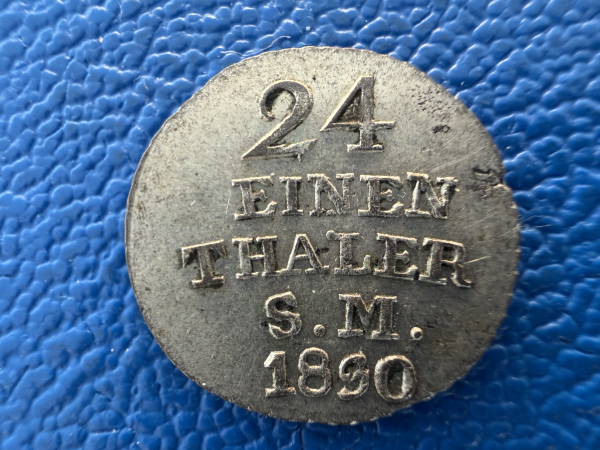 24
EINEN
THALER
S.M.
1890